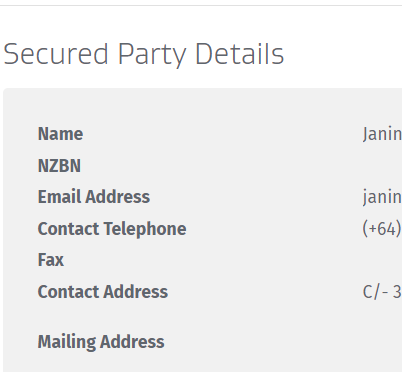 Secured Party Details
Name Janin
NZBN
Email Address janin
Contact Telephone (+64)
Fax
Contact Address C/- 3
Mailing Address